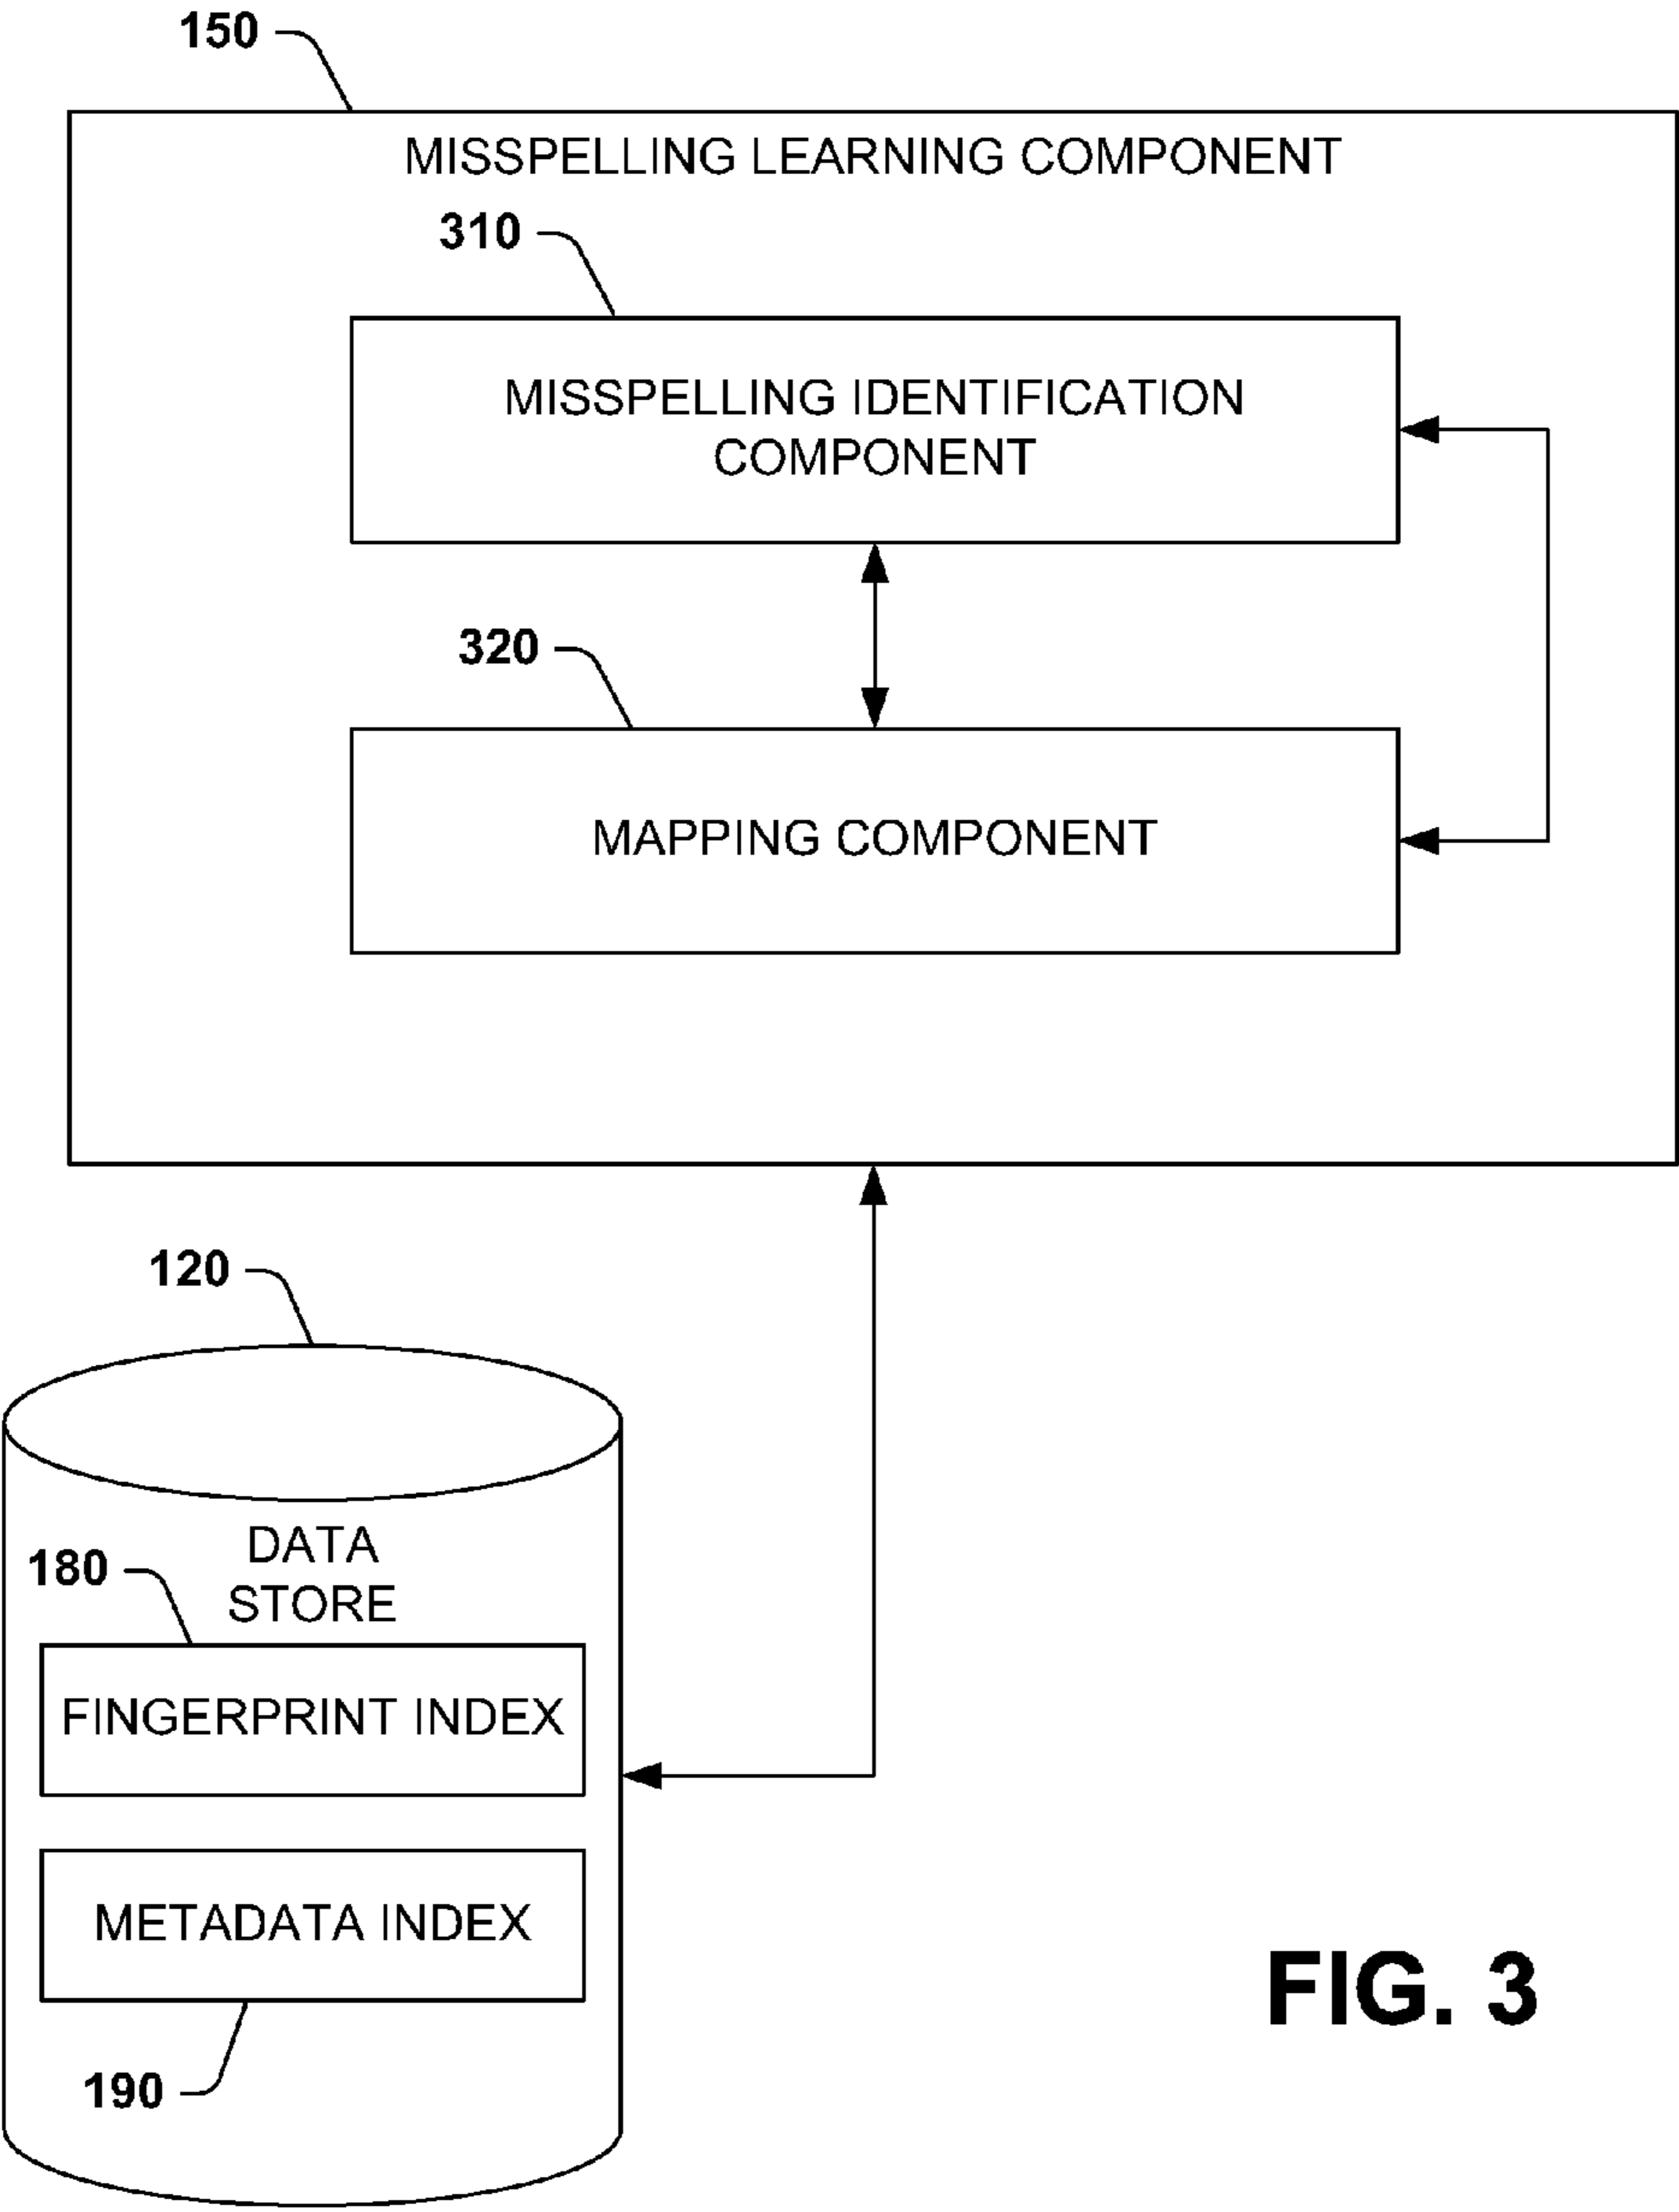 150
MISSPELLING LEARNING COMPONENT
310
MISSPELLING IDENTIFICATION
COMPONENT
320
MAPPING COMPONENT
120
DATA
STORE
180
FINGERPRINT INDEX
METADATA INDEX
190
FIG. 3